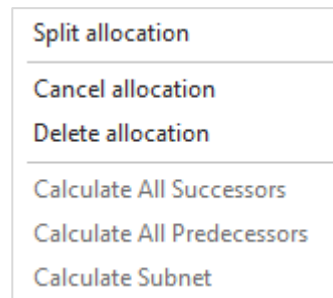 Split allocation
Cancel allocation
Delete allocation
Calculate All Successors
Calculate All Predecessors
Calculate Subnet